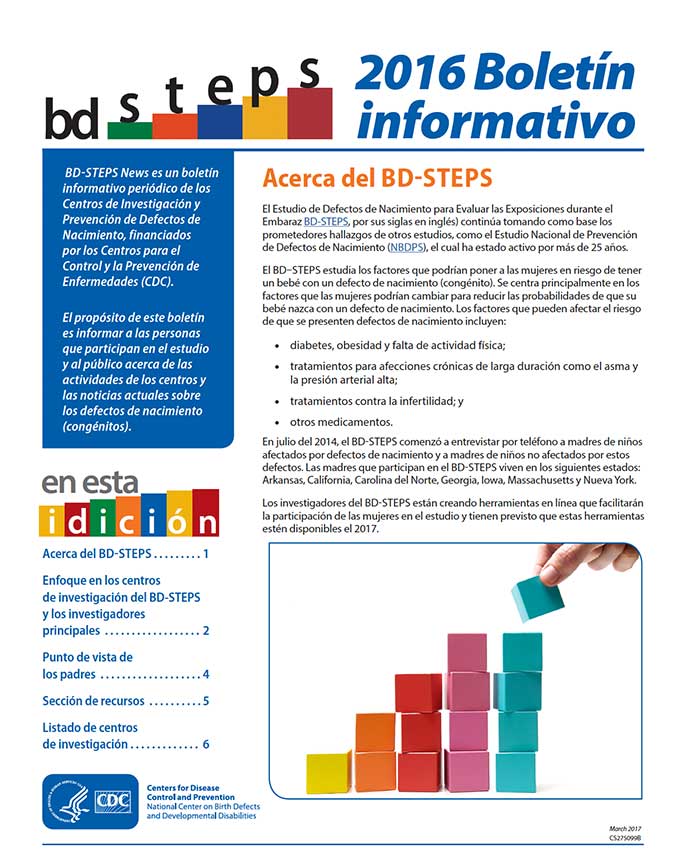 bd steps
2016 Boletín
informativo
BD-STEPS News es un boletín
informativo periódico de los
Centros de Investigación y
Prevención de Defectos de
Nacimiento, financiados
por los Centros para el
Control y la Prevención de
Enfermedades (CDC).
El propósito de este boletín
es informar a las personas
que participan en el estudio
y al público acerca de las
actividades de los centros y
las noticias actuales sobre
los defectos de nacimiento
(congénitos).
en esta
idición
Acerca del BD-STEPS . . . . . . . . . 1
Enfoque en los centros
de investigación del BD-STEPS
y los investigadores
principales . . . . . . . . . . . . . . . . . . 2
Punto de vista de
los padres . . . . . . . . . . . . . . . . . . . 4
Sección de recursos . . . . . . . . . . 5
Listado de centros
de investigación . . . . . . . . . . . . . 6
CDC
Centers for Disease
Control and Prevention
National Center on Birth Defects
and Developmental Disabilities
Acerca del BD-STEPS
El Estudio de Defectos de Nacimiento para Evaluar las Exposiciones durante el
Embaraz BD-STEPS, por sus siglas en inglés) continúa tomando como base los
prometedores hallazgos de otros estudios, como el Estudio Nacional de Prevención
de Defectos de Nacimiento (NBDPS), el cual ha estado activo por más de 25 años.
El BD–STEPS estudia los factores que podrían poner a las mujeres en riesgo de tener
un bebé con un defecto de nacimiento (congénito). Se centra principalmente en los
factores que las mujeres podrían cambiar para reducir las probabilidades de que su
bebé nazca con un defecto de nacimiento. Los factores que pueden afectar el riesgo
de que se presenten defectos de nacimiento incluyen:
• diabetes, obesidad y falta de actividad física;
• tratamientos para afecciones crónicas de larga duración como el asma y
la presión arterial alta;
• tratamientos contra la infertilidad; y
• otros medicamentos.
En julio del 2014, el BD-STEPS comenzó a entrevistar por teléfono a madres de niños
afectados por defectos de nacimiento y a madres de niños no afectados por estos
defectos. Las madres que participan en el BD-STEPS viven en los siguientes estados:
Arkansas, California, Carolina del Norte, Georgia, Iowa, Massachusetts y Nueva York.
Los investigadores del BD-STEPS están creando herramientas en línea que facilitarán
la participación de las mujeres en el estudio y tienen previsto que estas herramientas
estén disponibles el 2017.
March 2017
CS275099B